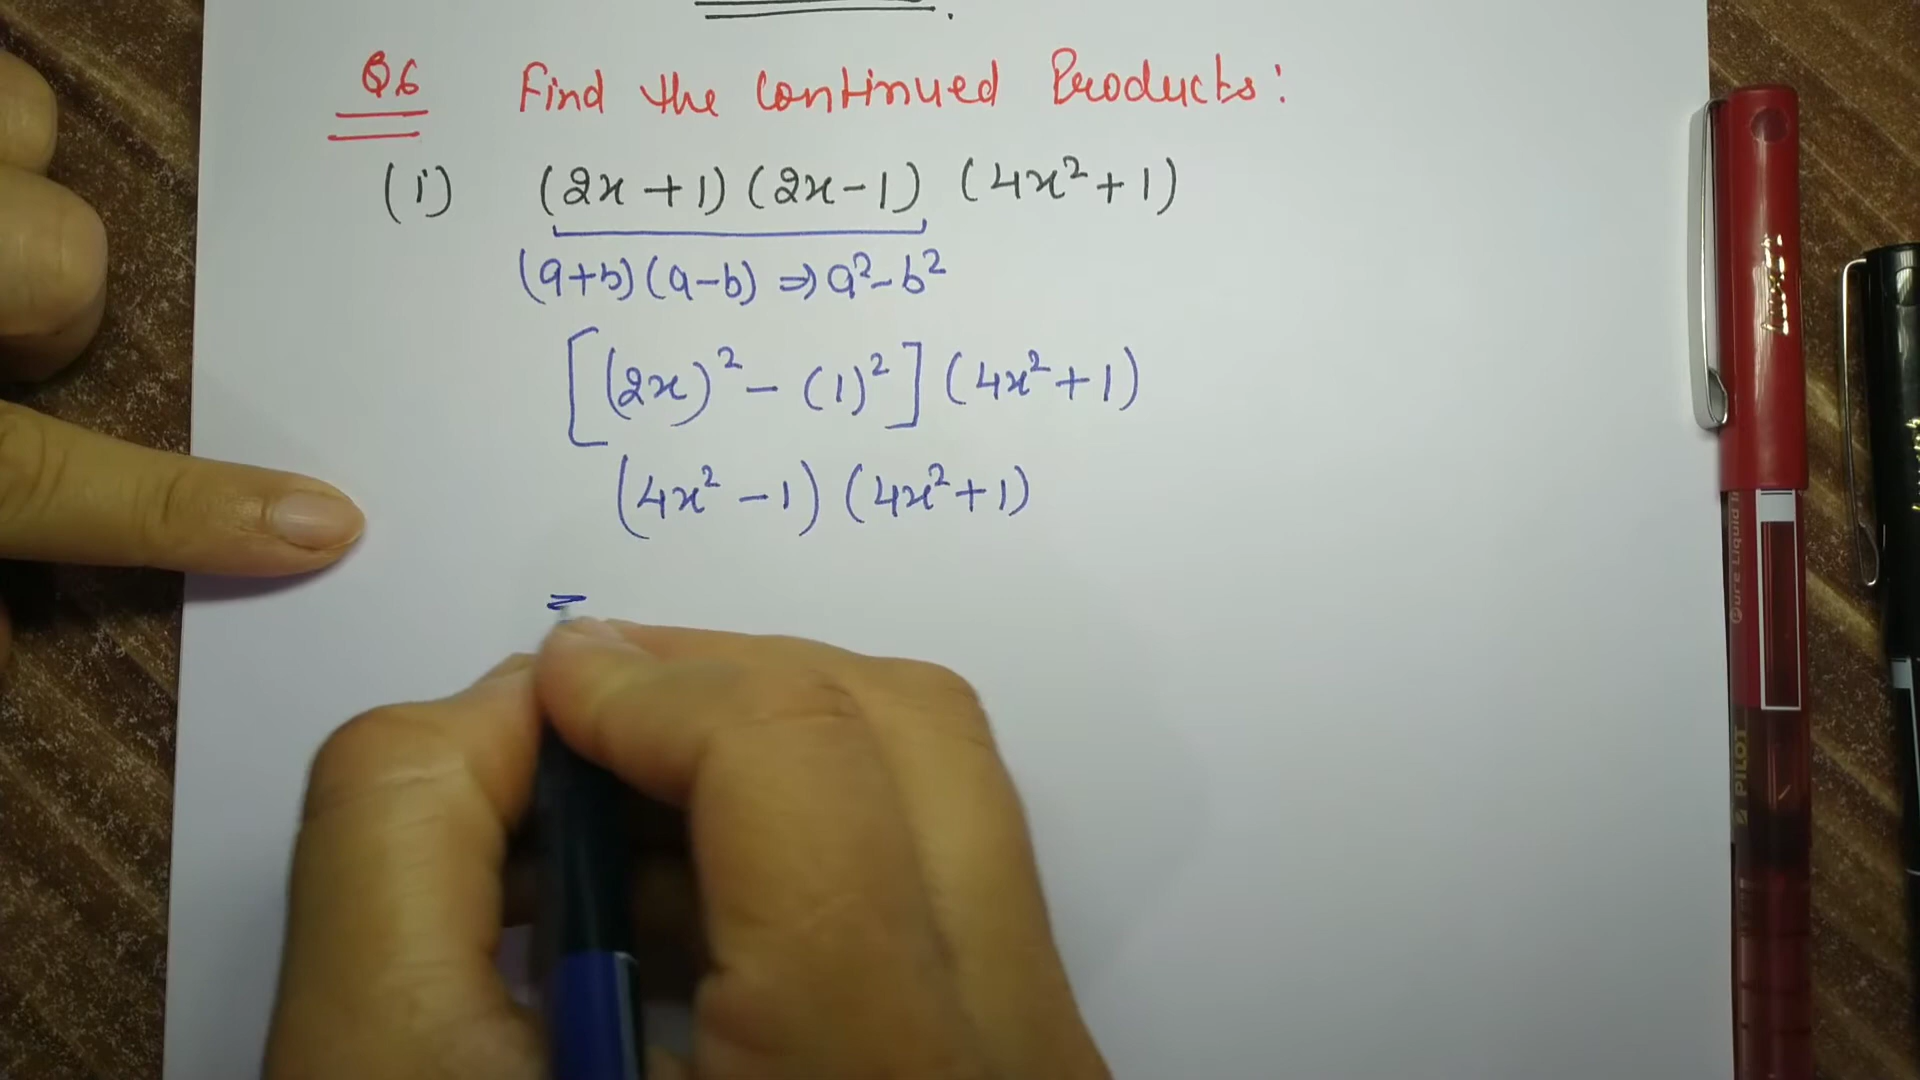 Q6 Find the Continued Products:
(i) (2x+1)(2x-1) (4x²+1)
(a+b)(a-b) ⇒ a²-b²
[(2x)² - (1)²] (4x²+1)
(4x² - 1) (4x²+1)
=
PILOT